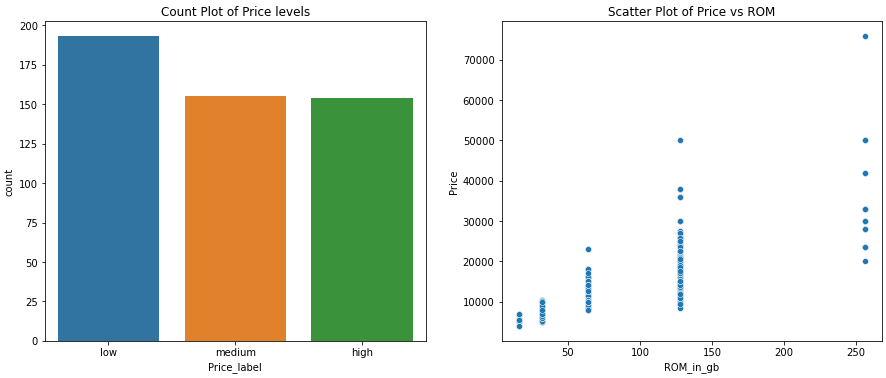 Count Plot of Price levels
200
175
150
125
100
75
50
25
0
count
low medium high
Price_label
Scatter Plot of Price vs ROM
70000
60000
50000
40000
30000
20000
10000
Price
50 100 150 200 250
ROM_in_gb